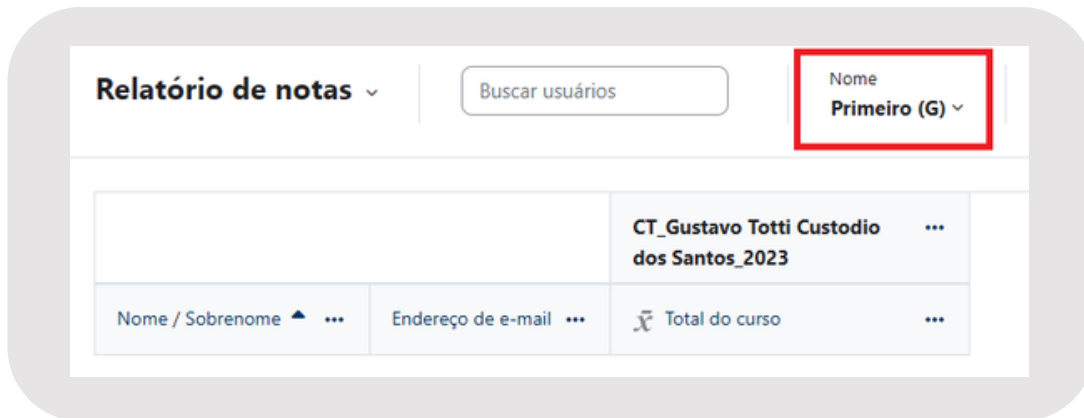 Relatório de notas
Buscar usuários
Nome
Primeiro (G)
CT_Gustavo Totti Custodio
dos Santos_2023
Nome / Sobrenome
Endereço de e-mail
x̄ Total do curso